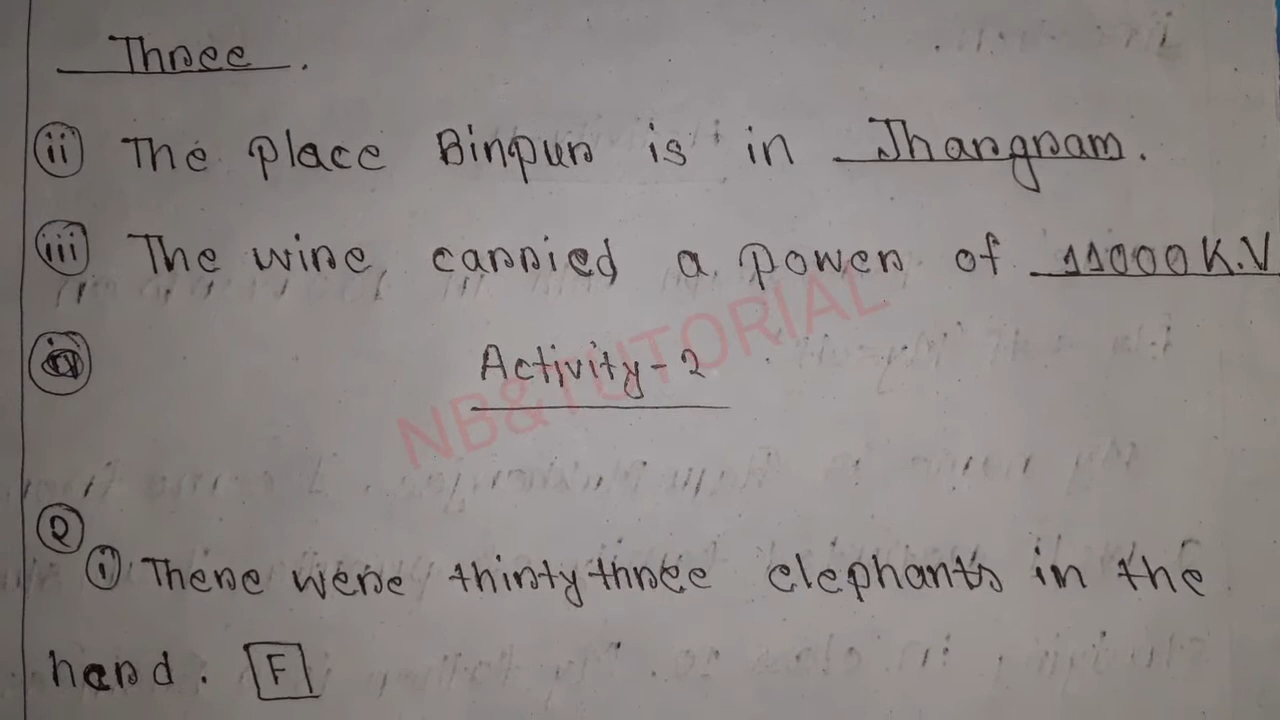 Three.
(ii) The place Binpur is in Jhargram.
(iii) The wire, carried a power of 11000K.V
Activity-2
NB&TUTORIAL
(2)
(i) There were thirty three elephants in the
herd. F